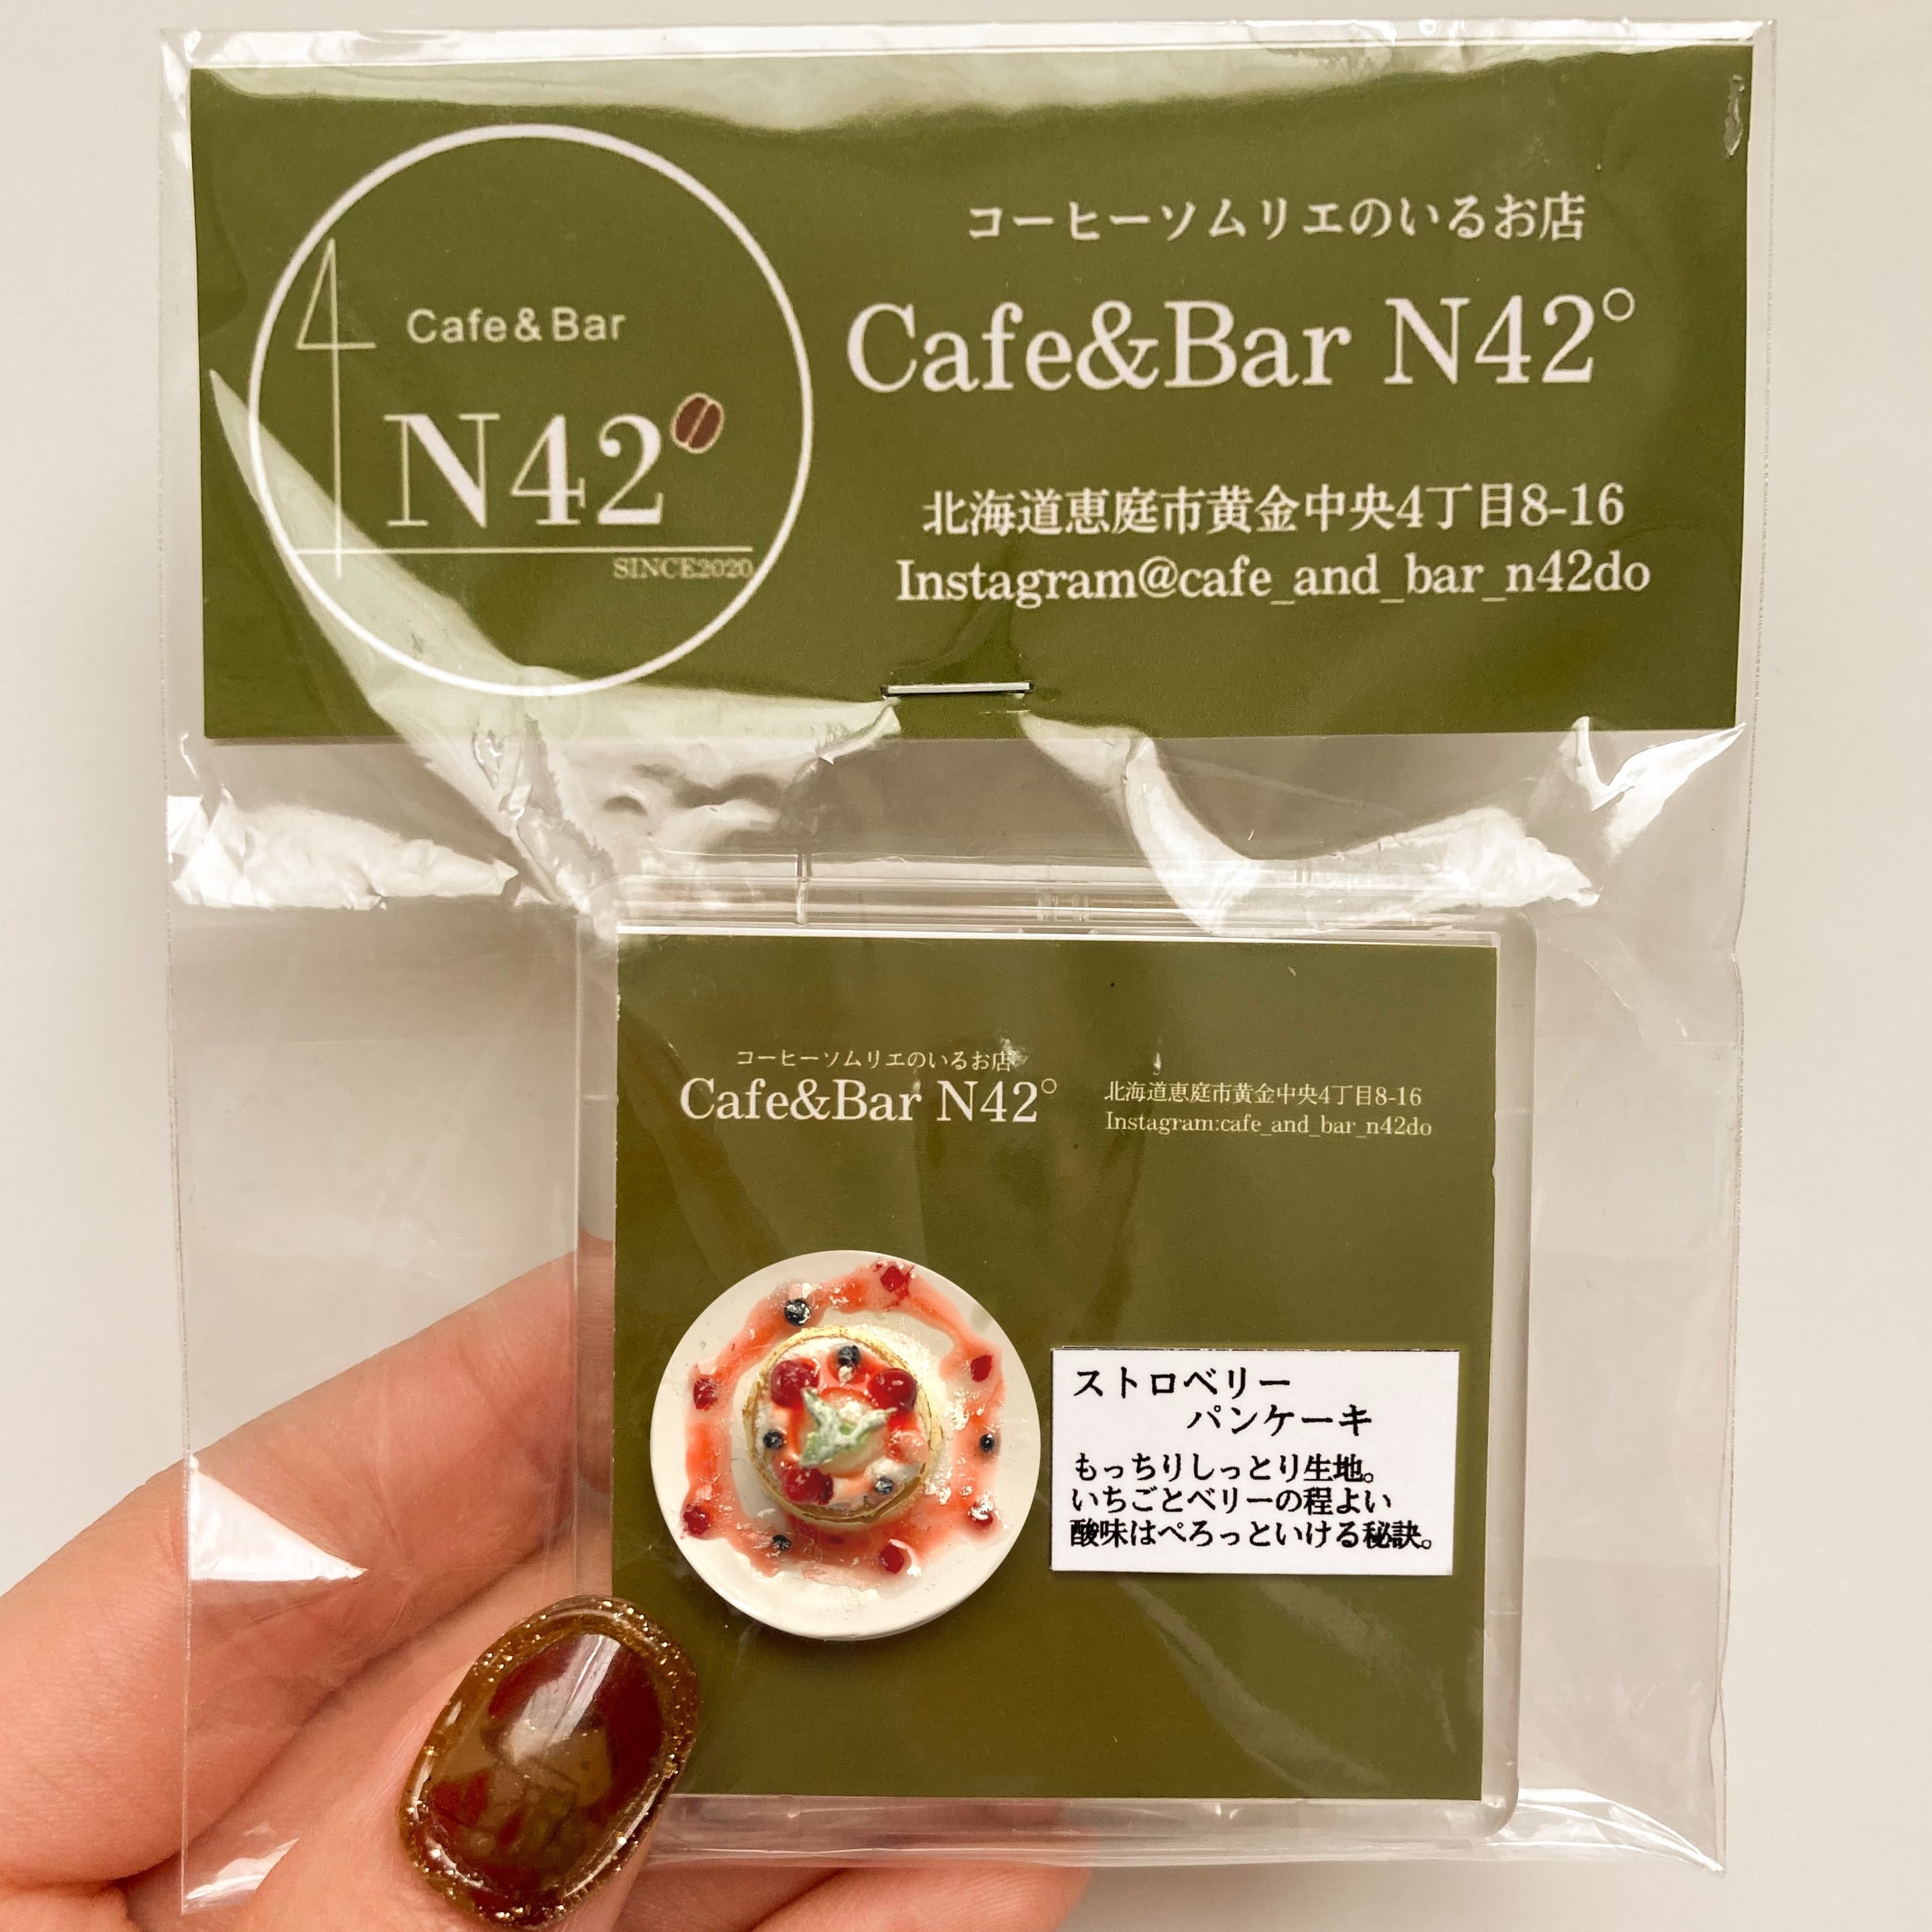 Cafe&Bar
N42°
SINCE2020
コーヒーソムリエのいるお店
Cafe&Bar N42°
北海道恵庭市黄金中央4丁目8-16
Instagram@cafe_and_bar_n42do
コーヒーソムリエのいるお店
Cafe&Bar N42°
北海道恵庭市黄金中央4丁目8-16
Instagram:cafe_and_bar_n42do
ストロベリー
パンケーキ
もっちりしっとり生地。
いちごとベリーの程よい
酸味はぺろっといける秘訣。